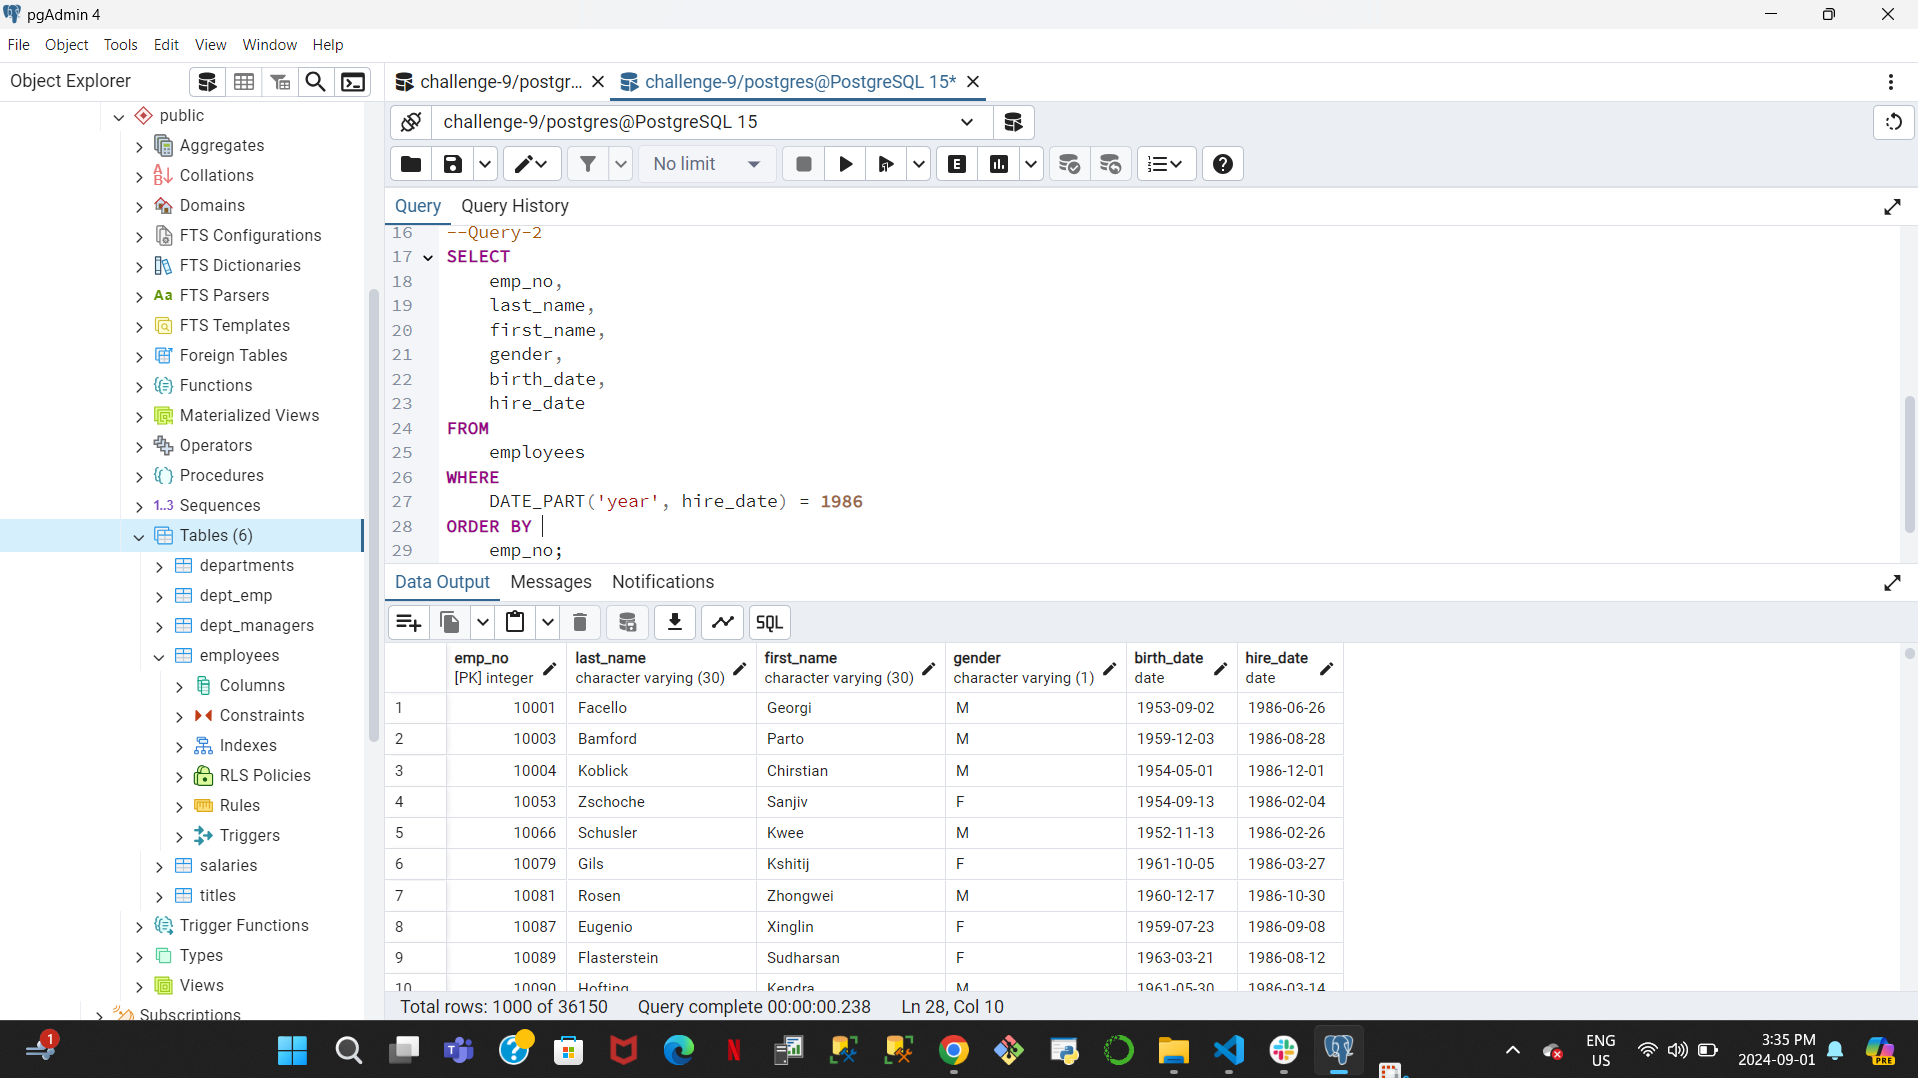 pgAdmin 4
File Object Tools Edit View Window Help
Object Explorer
public
Aggregates
Collations
Domains
FTS Configurations
FTS Dictionaries
Aa FTS Parsers
FTS Templates
Foreign Tables
Functions
Materialized Views
Operators
Procedures
1..3 Sequences
Tables (6)
departments
dept_emp
dept_managers
employees
Columns
Constraints
Indexes
RLS Policies
Rules
Triggers
salaries
titles
Trigger Functions
Types
Views
Subscriptions
challenge-9/postgr... challenge-9/postgres@PostgreSQL 15*
challenge-9/postgres@PostgreSQL 15
No limit E
Query Query History
16 --Query-2
17 SELECT
18 emp_no,
19 last_name,
20 first_name,
21 gender,
22 birth_date,
23 hire_date
24 FROM
25 employees
26 WHERE
27 DATE_PART('year', hire_date) = 1986
28 ORDER BY
29 emp_no;
Data Output Messages Notifications
SQL
emp_no last_name first_name gender birth_date hire_date
[PK] integer character varying (30) character varying (30) character varying (1) date date
1 10001 Facello Georgi M 1953-09-02 1986-06-26
2 10003 Bamford Parto M 1959-12-03 1986-08-28
3 10004 Koblick Chirstian M 1954-05-01 1986-12-01
4 10053 Zschoche Sanjiv F 1954-09-13 1986-02-04
5 10066 Schusler Kwee M 1952-11-13 1986-02-26
6 10079 Gils Kshitij F 1961-10-05 1986-03-27
7 10081 Rosen Zhongwei M 1960-12-17 1986-10-30
8 10087 Eugenio Xinglin F 1959-07-23 1986-09-08
9 10089 Flasterstein Sudharsan F 1963-03-21 1986-08-12
10 10090 Hofting Kendra M 1961-05-30 1986-03-14
Total rows: 1000 of 36150 Query complete 00:00:00.238 Ln 28, Col 10
1
N
ENG
US
3:35 PM
2024-09-01
PRE